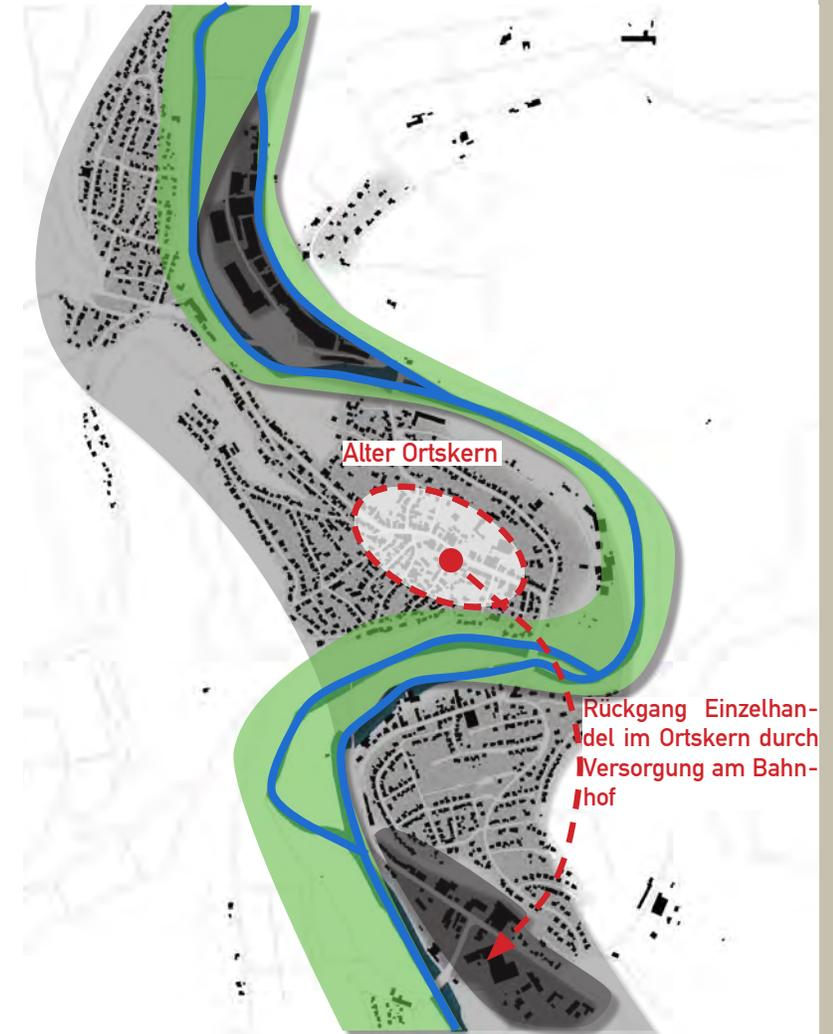 Alter Ortskern
Rückgang Einzelhan-
del im Ortskern durch
Versorgung am Bahn-
hof